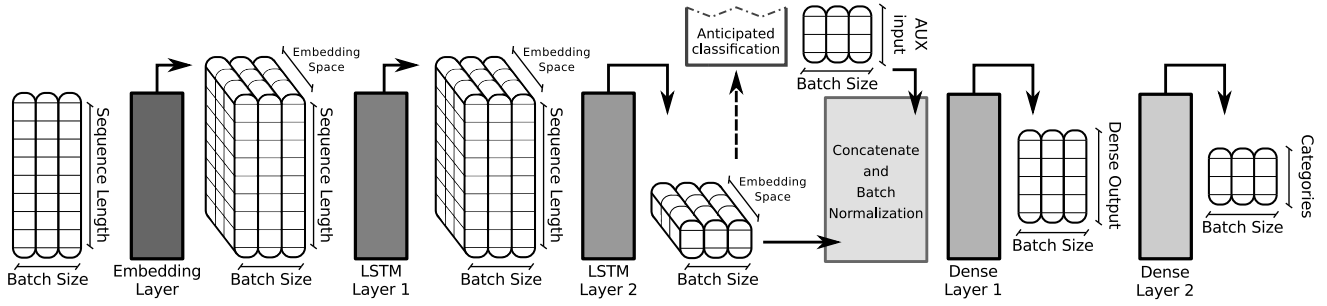 Sequence Length
Batch Size
Embedding
Layer
Embedding
Space
Sequence Length
Batch Size
LSTM
Layer 1
Embedding
Space
Sequence Length
Batch Size
LSTM
Layer 2
Anticipated
classification
Embedding
Space
Batch Size
AUX
input
Batch Size
Concatenate
and
Batch
Normalization
Dense
Layer 1
Dense Output
Batch Size
Dense
Layer 2
Categories
Batch Size